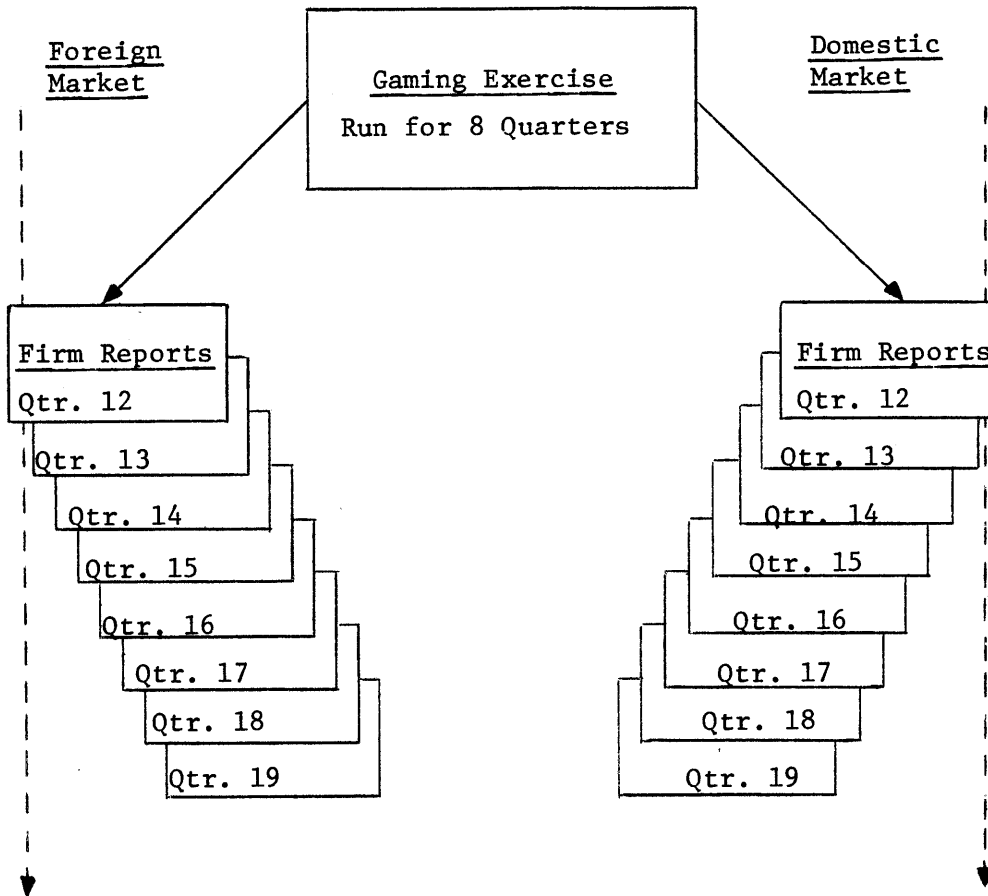 Foreign
Market
Gaming Exercise
Run for 8 Quarters
Domestic
Market
Firm Reports
Qtr. 12
Qtr. 13
Qtr. 14
Qtr. 15
Qtr. 16
Qtr. 17
Qtr. 18
Qtr. 19
Firm Reports
Qtr. 12
Qtr. 13
Qtr. 14
Qtr. 15
Qtr. 16
Qtr. 17
Qtr. 18
Qtr. 19